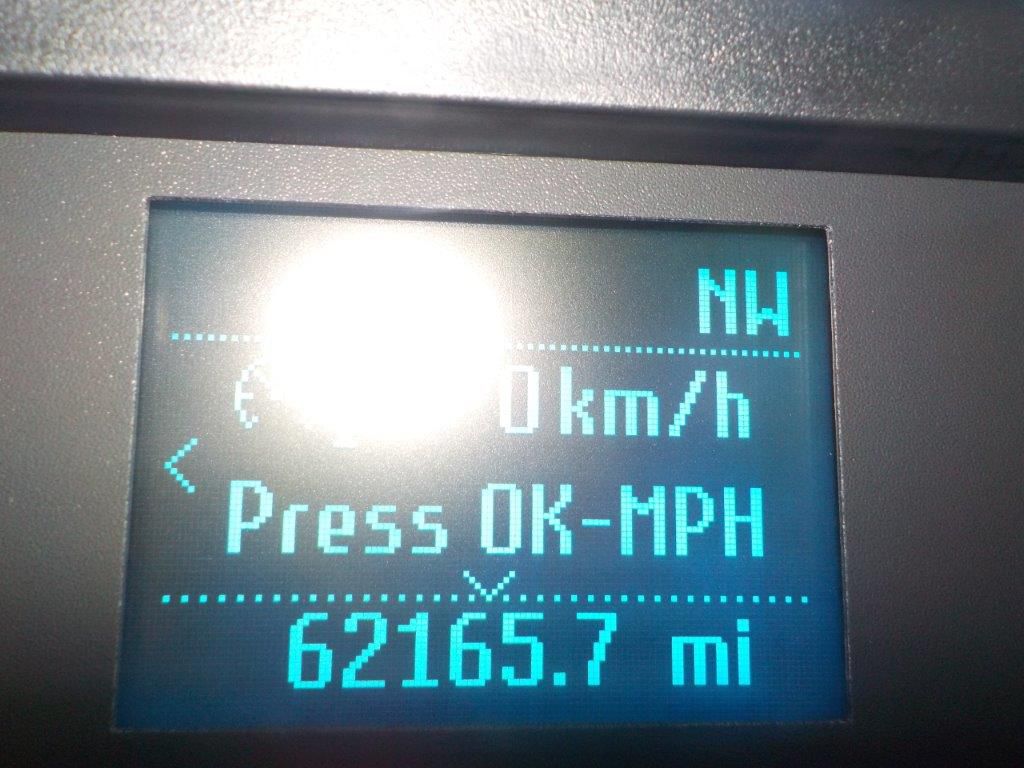 NW
0km/h
Press OK-MPH
62165.7 mi